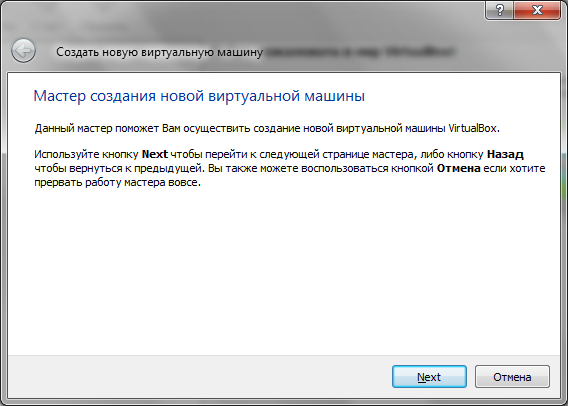 Создать новую виртуальную машину
Мастер создания новой виртуальной машины
Данный мастер поможет Вам осуществить создание новой виртуальной машины VirtualBox.
Используйте кнопку Next чтобы перейти к следующей странице мастера, либо кнопку Назад
чтобы вернуться к предыдущей. Вы также можете воспользоваться кнопкой Отмена если хотите
прервать работу мастера вовсе.
Next
Отмена